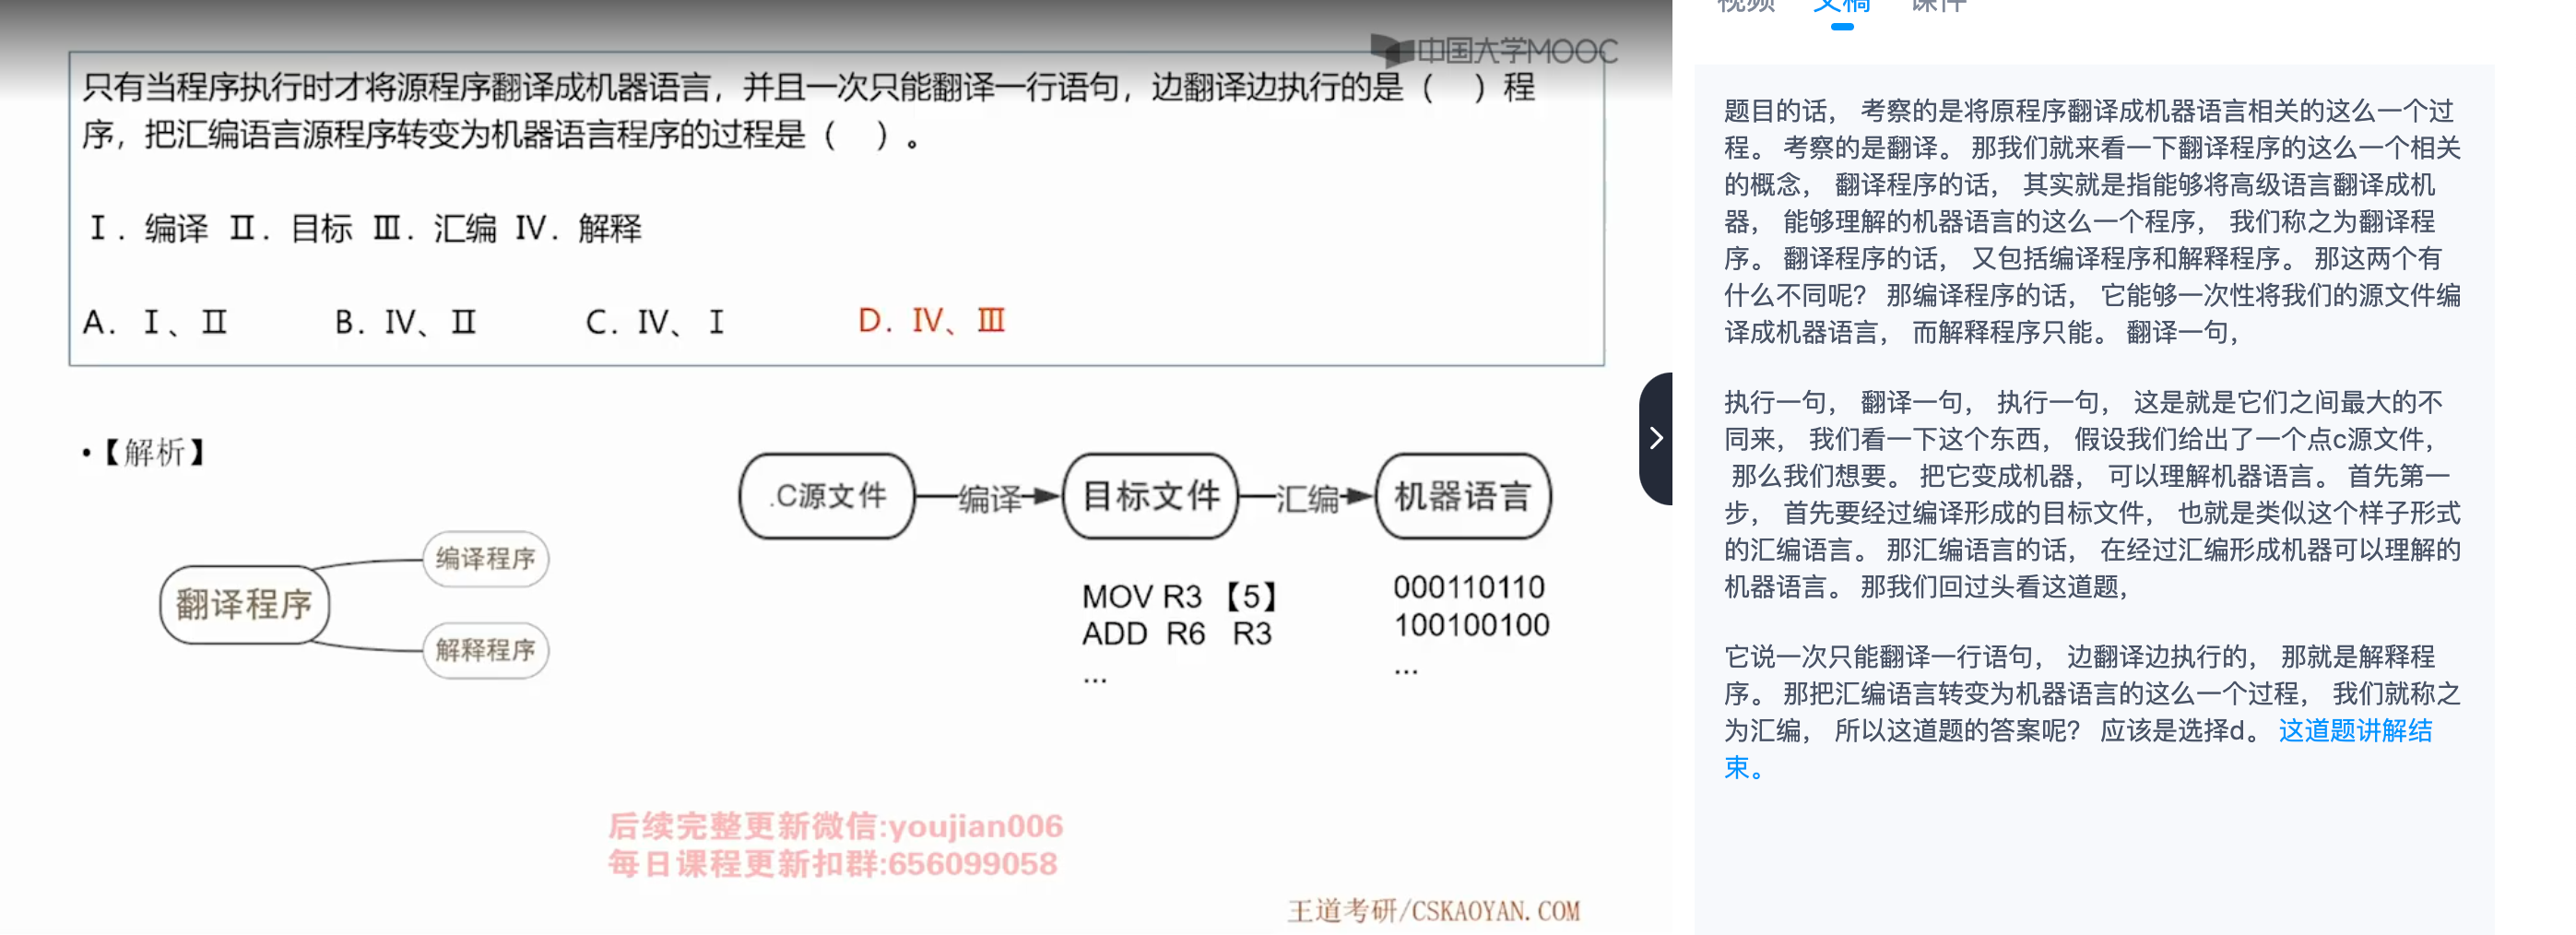 中国大学MOOC
只有当程序执行时才将源程序翻译成机器语言，并且一次只能翻译一行语句，边翻译边执行的是（　）程
序，把汇编语言源程序转变为机器语言程序的过程是（　）。
Ⅰ. 编译 Ⅱ. 目标 Ⅲ. 汇编 Ⅳ. 解释
A. Ⅰ、Ⅱ B. Ⅳ、Ⅱ C. Ⅳ、Ⅰ D. Ⅳ、Ⅲ
•【解析】
.C源文件 编译 目标文件 汇编 机器语言
翻译程序
编译程序
解释程序
MOV R3 【5】
ADD R6 R3
...
000110110
100100100
...
后续完整更新微信:youjian006
每日课程更新扣群:656099058
王道考研/CSKAOYAN.COM
视频 文稿 课件
题目的话， 考察的是将原程序翻译成机器语言相关的这么一个过
程。 考察的是翻译。 那我们就来看一下翻译程序的这么一个相关
的概念， 翻译程序的话， 其实就是指能够将高级语言翻译成机
器， 能够理解的机器语言的这么一个程序， 我们称之为翻译程
序。 翻译程序的话， 又包括编译程序和解释程序。 那这两个有
什么不同呢? 那编译程序的话， 它能够一次性将我们的源文件编
译成机器语言， 而解释程序只能。 翻译一句，
执行一句， 翻译一句， 执行一句， 这是就是它们之间最大的不
同来， 我们看一下这个东西， 假设我们给出了一个点c源文件，
那么我们想要。 把它变成机器， 可以理解机器语言。 首先第一
步， 首先要经过编译形成的目标文件， 也就是类似这个样子形式
的汇编语言。 那汇编语言的话， 在经过汇编形成机器可以理解的
机器语言。 那我们回过头看这道题，
它说一次只能翻译一行语句， 边翻译边执行的， 那就是解释程
序。 那把汇编语言转变为机器语言的这么一个过程， 我们就称之
为汇编， 所以这道题的答案呢? 应该是选择d。 这道题讲解结
束。